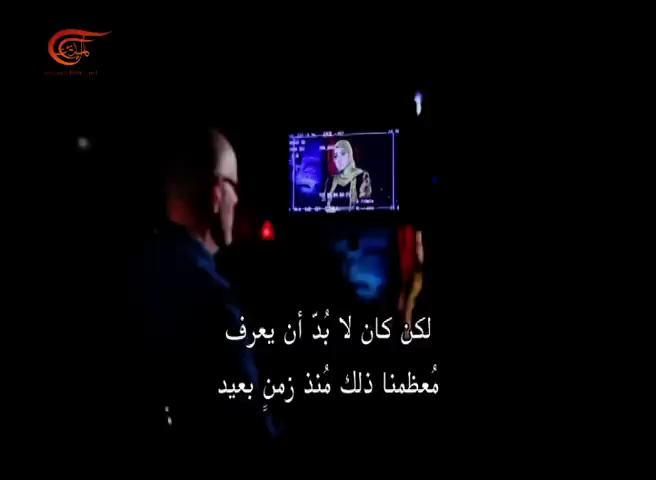 لكن كان لا بُدّ أن يعرف
مُعظمنا ذلك مُنذ زمنٍ بعيد